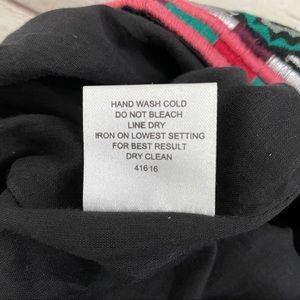 HAND WASH COLD
DO NOT BLEACH
LINE DRY
IRON ON LOWEST SETTING
FOR BEST RESULT
DRY CLEAN
41616